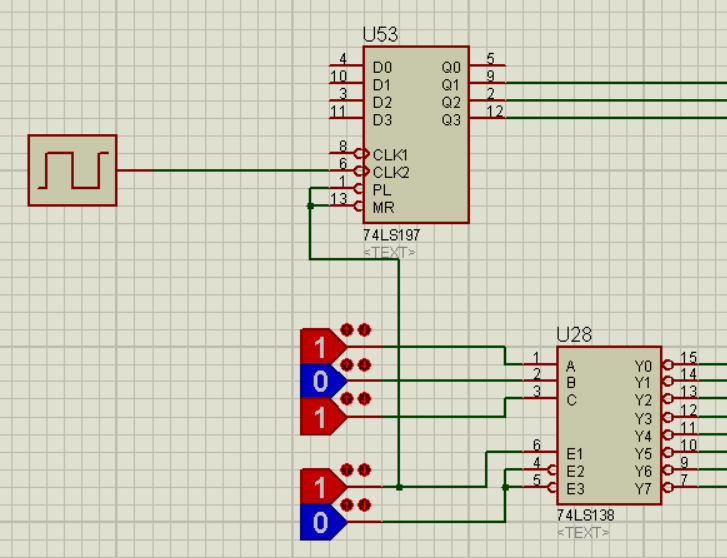 U53
4 D0 Q0 5
10 D1 Q1 9
3 D2 Q2 2
11 D3 Q3 12
8 CLK1
6 CLK2
1 PL
13 MR
74LS197
<TEXT>
1
0
1
1
0
U28
1 A Y0 15
2 B Y1 14
3 C Y2 13
Y3 12
Y4 11
6 E1 Y5 10
4 E2 Y6 9
5 E3 Y7 7
74LS138
<TEXT>